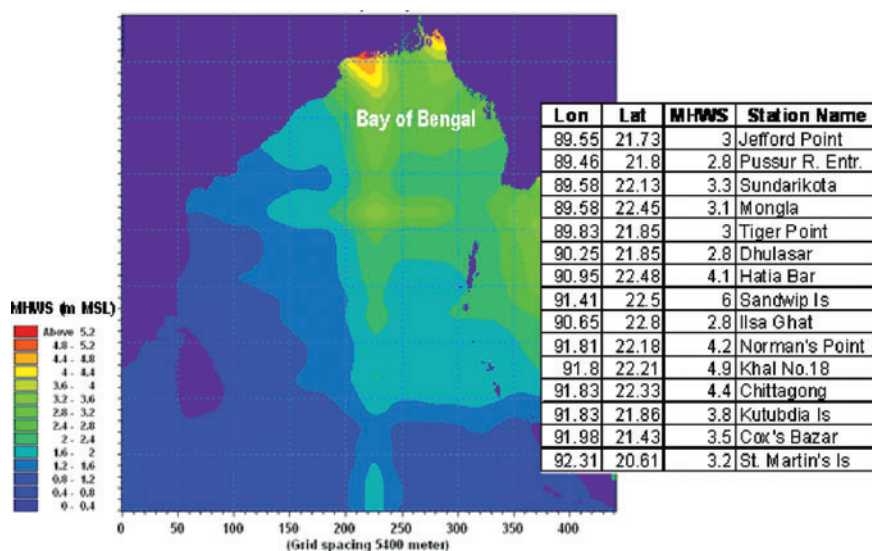 Bay of Bengal
MHWS (m MSL)
Above 5.2
4.8 - 5.2
4.4 - 4.8
4 - 4.4
3.6 - 4
3.2 - 3.6
2.8 - 3.2
2.4 - 2.8
2 - 2.4
1.6 - 2
1.2 - 1.6
0.8 - 1.2
0.4 - 0.8
0 - 0.4
0 50 100 150 200 250 300 350 400
(Grid spacing 5400 meter)
Lon Lat MHWS Station Name
89.55 21.73 3 Jefford Point
89.46 21.8 2.8 Pussur R. Entr.
89.58 22.13 3.3 Sundarikota
89.58 22.45 3.1 Mongla
89.83 21.85 3 Tiger Point
90.25 21.85 2.8 Dhulasar
90.95 22.48 4.1 Hatia Bar
91.41 22.5 6 Sandwip Is
90.65 22.8 2.8 Ilsa Ghat
91.81 22.18 4.2 Norman's Point
91.8 22.21 4.9 Khal No.18
91.83 22.33 4.4 Chittagong
91.83 21.86 3.8 Kutubdia Is
91.98 21.43 3.5 Cox's Bazar
92.31 20.61 3.2 St. Martin's Is